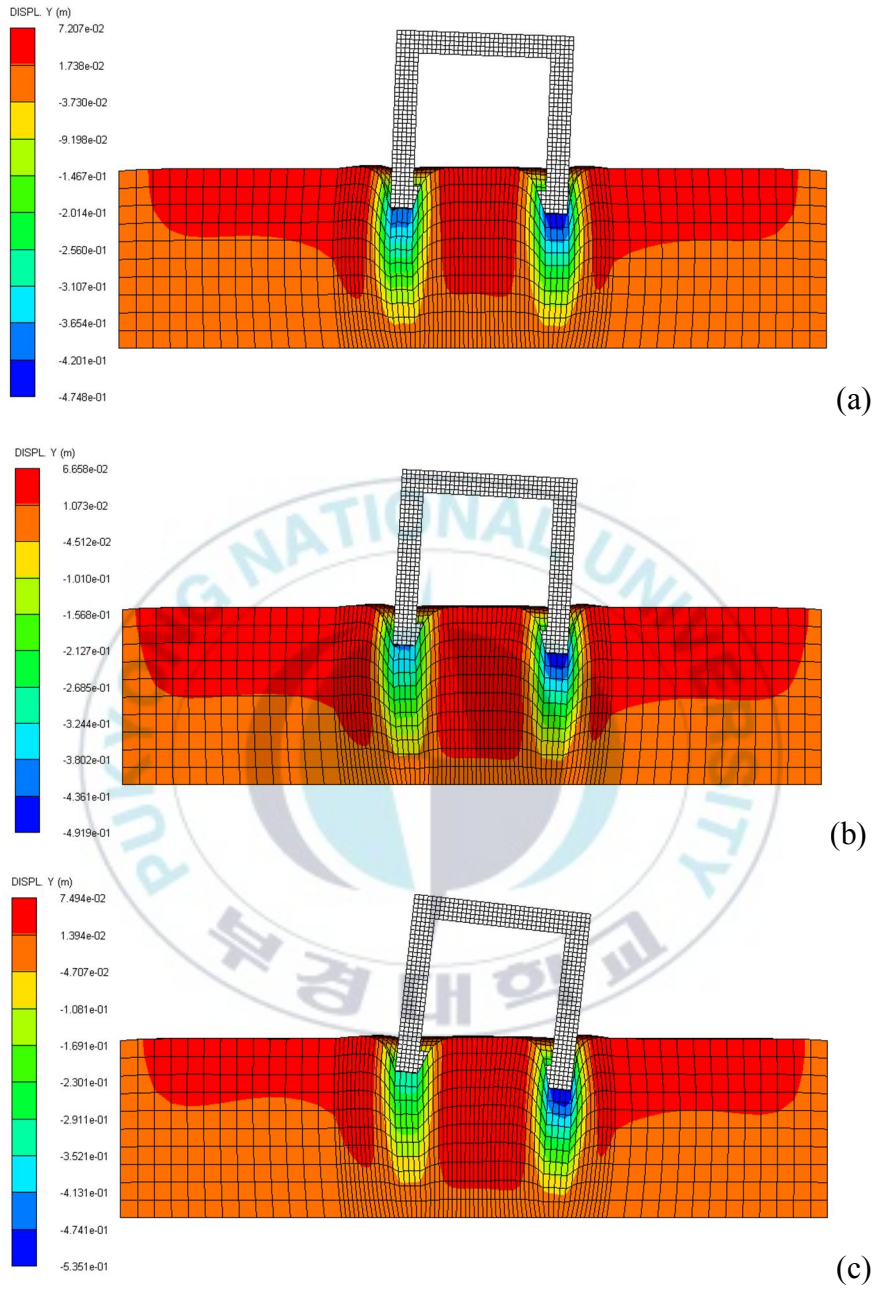 DISPL. Y (m)
7.207e-02
1.738e-02
-3.730e-02
-9.198e-02
-1.467e-01
-2.014e-01
-2.560e-01
-3.107e-01
-3.654e-01
-4.201e-01
-4.748e-01
(a)
DISPL. Y (m)
6.658e-02
1.073e-02
-4.512e-02
-1.010e-01
-1.568e-01
-2.127e-01
-2.685e-01
-3.244e-01
-3.802e-01
-4.361e-01
-4.919e-01
(b)
PUKYONG NATIONAL UNIVERSITY
부경대학교
DISPL. Y (m)
7.494e-02
1.394e-02
-4.707e-02
-1.081e-01
-1.691e-01
-2.301e-01
-2.911e-01
-3.521e-01
-4.131e-01
-4.741e-01
-5.351e-01
(c)